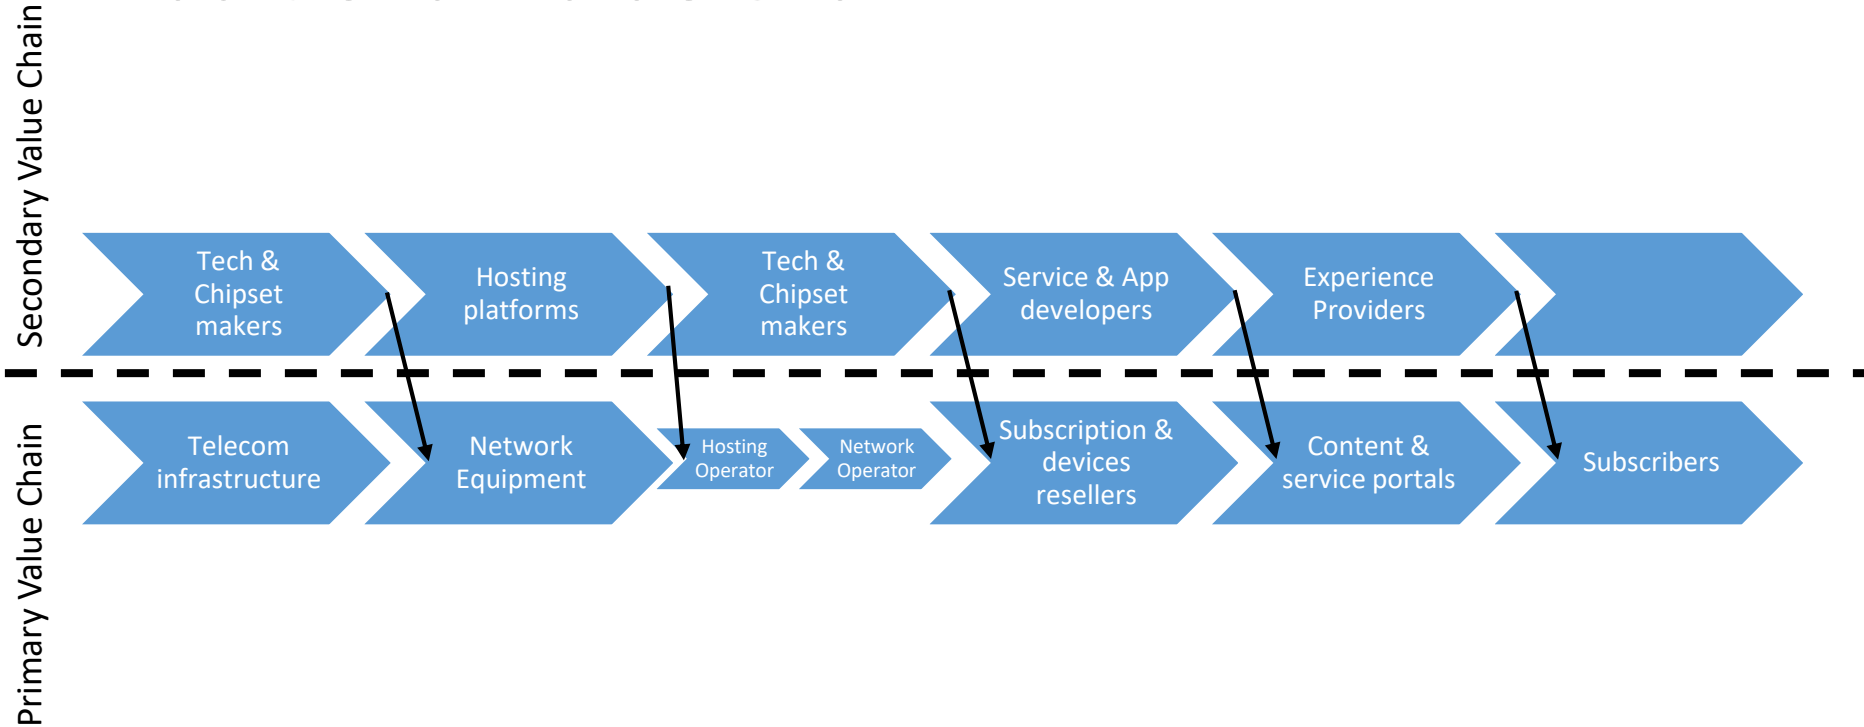 Secondary Value Chain
Tech &
Chipset
makers
Hosting
platforms
Tech &
Chipset
makers
Service & App
developers
Experience
Providers
Primary Value Chain
Telecom
infrastructure
Network
Equipment
Hosting
Operator
Network
Operator
Subscription &
devices
resellers
Content &
service portals
Subscribers